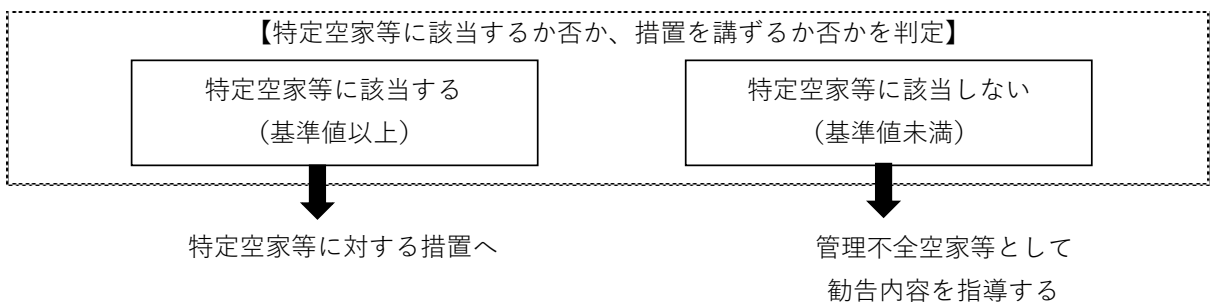 【特定空家等に該当するか否か、措置を講ずるか否かを判定】
特定空家等に該当する
（基準値以上）
特定空家等に該当しない
（基準値未満）
特定空家等に対する措置へ
管理不全空家等として
勧告内容を指導する